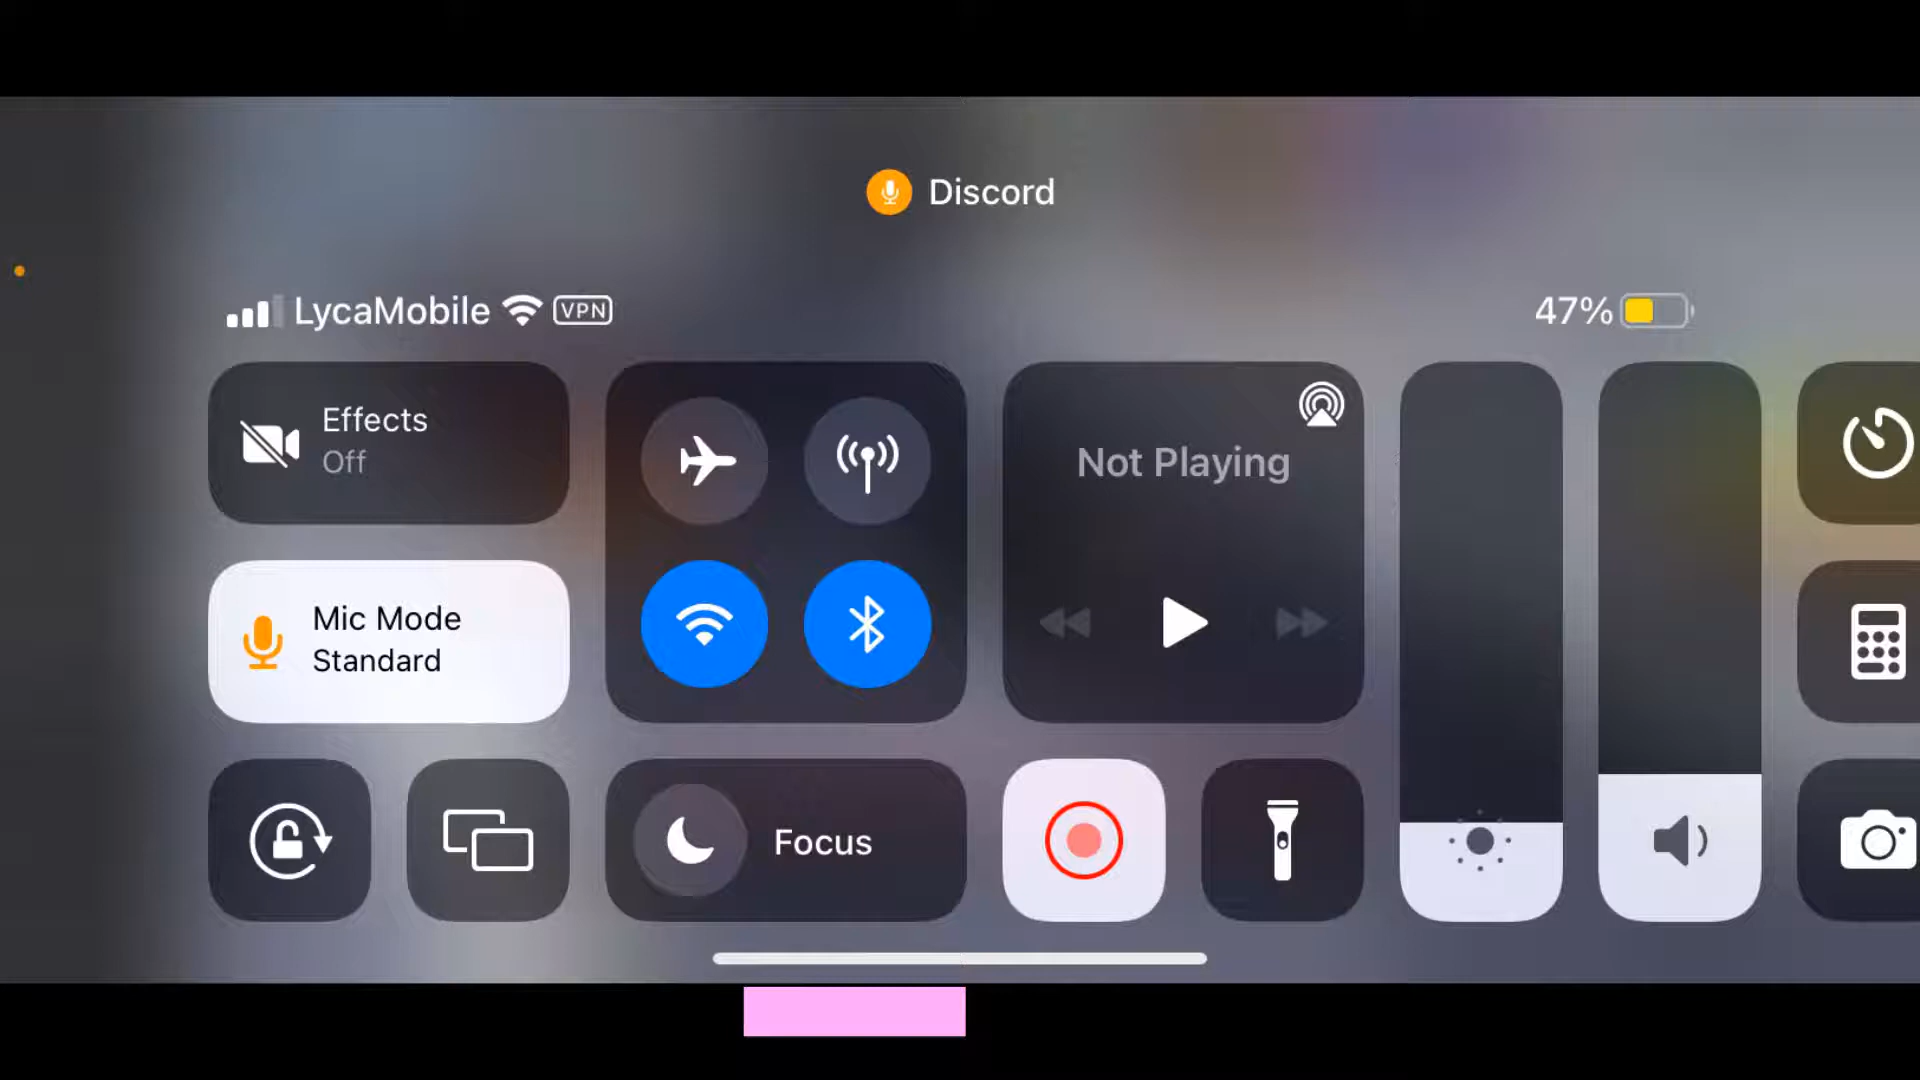 Discord
LycaMobile VPN
47%
Effects
Off
Not Playing
Mic Mode
Standard
Focus